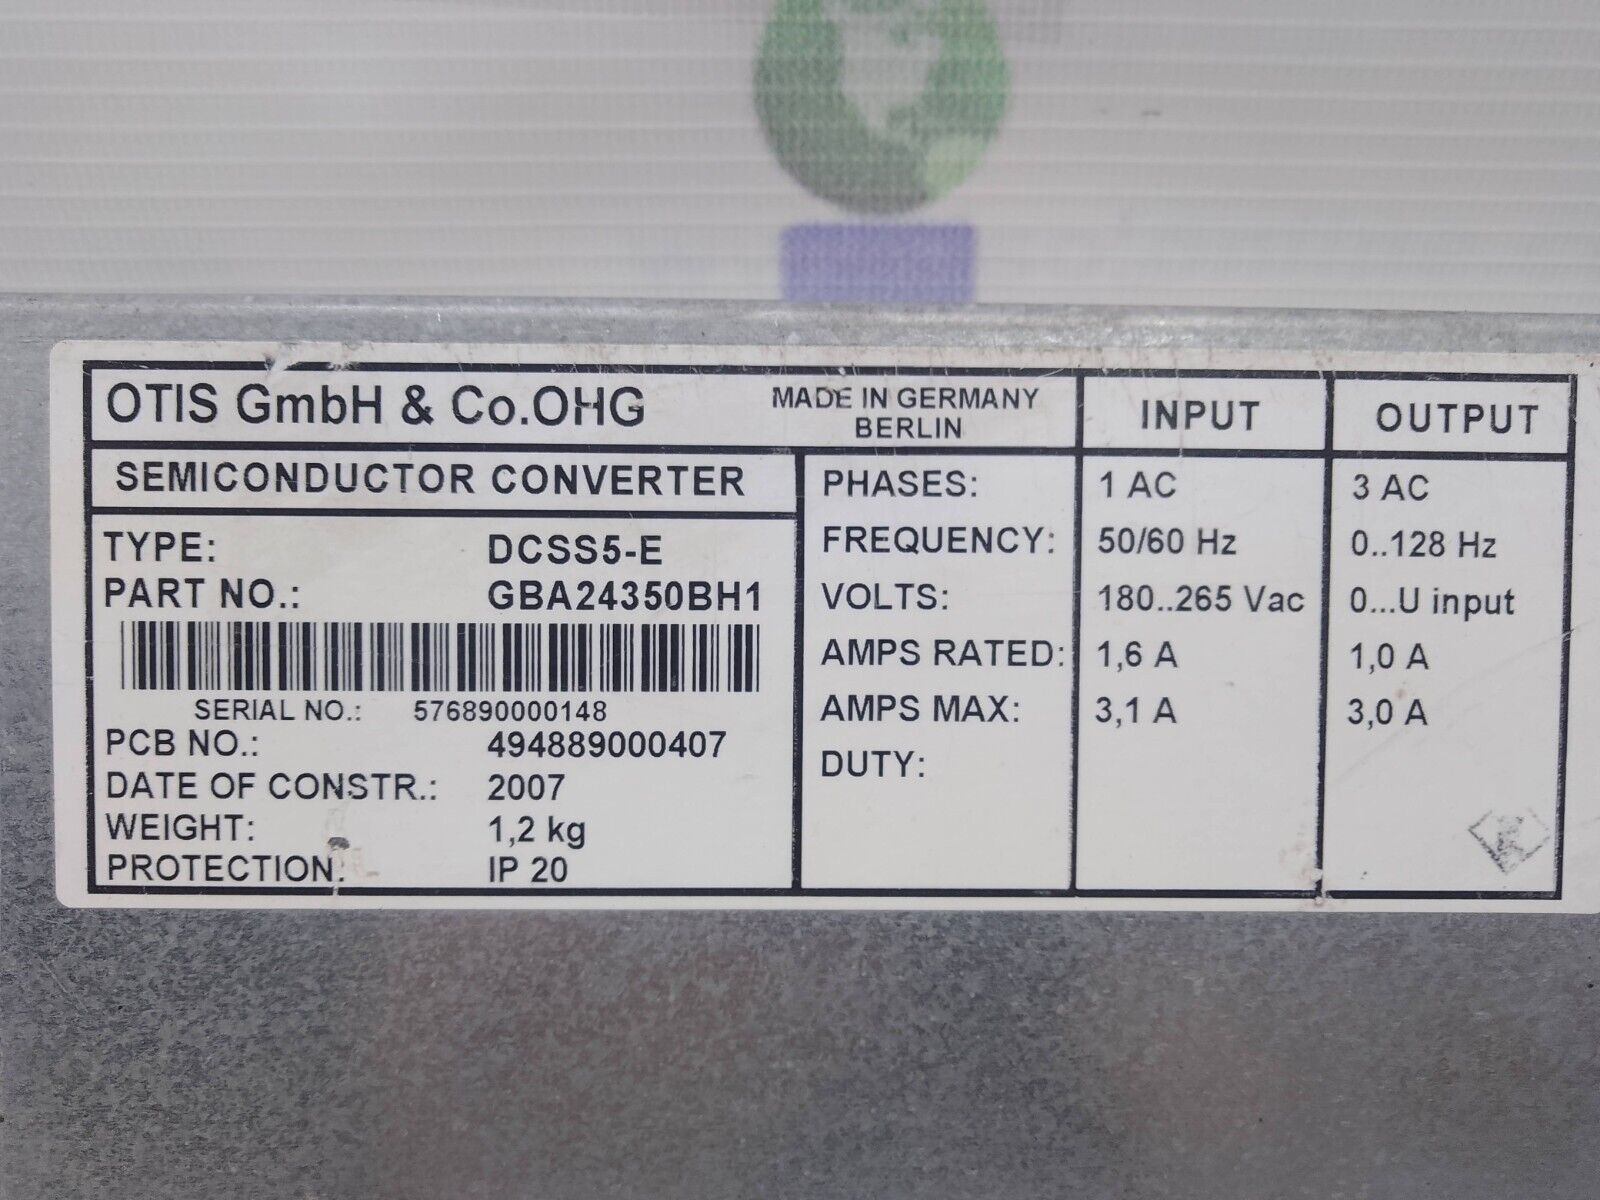 OTIS GmbH & Co.OHG
MADE IN GERMANY
BERLIN
INPUT
OUTPUT
SEMICONDUCTOR CONVERTER
TYPE: DCSS5-E
PART NO.: GBA24350BH1
SERIAL NO.: 576890000148
PCB NO.: 494889000407
DATE OF CONSTR.: 2007
WEIGHT: 1,2 kg
PROTECTION: IP 20
PHASES: 1 AC 3 AC
FREQUENCY: 50/60 Hz 0..128 Hz
VOLTS: 180..265 Vac 0...U input
AMPS RATED: 1,6 A 1,0 A
AMPS MAX: 3,1 A 3,0 A
DUTY: